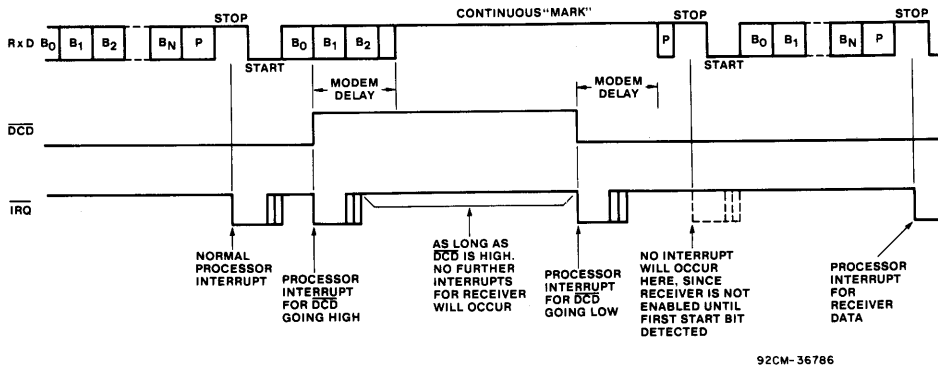 CONTINUOUS "MARK"
STOP STOP STOP
RxD B0 B1 B2 BN P B0 B1 B2 P B0 B1 BN P
START START
MODEM
DELAY
MODEM
DELAY
DCD
IRQ
NORMAL
PROCESSOR
INTERRUPT
PROCESSOR
INTERRUPT
FOR DCD
GOING HIGH
AS LONG AS
DCD IS HIGH.
NO FURTHER
INTERRUPTS
FOR RECEIVER
WILL OCCUR
PROCESSOR
INTERRUPT
FOR DCD
GOING LOW
NO INTERRUPT
WILL OCCUR
HERE, SINCE
RECEIVER IS NOT
ENABLED UNTIL
FIRST START BIT
DETECTED
PROCESSOR
INTERRUPT
FOR
RECEIVER
DATA
92CM-36786